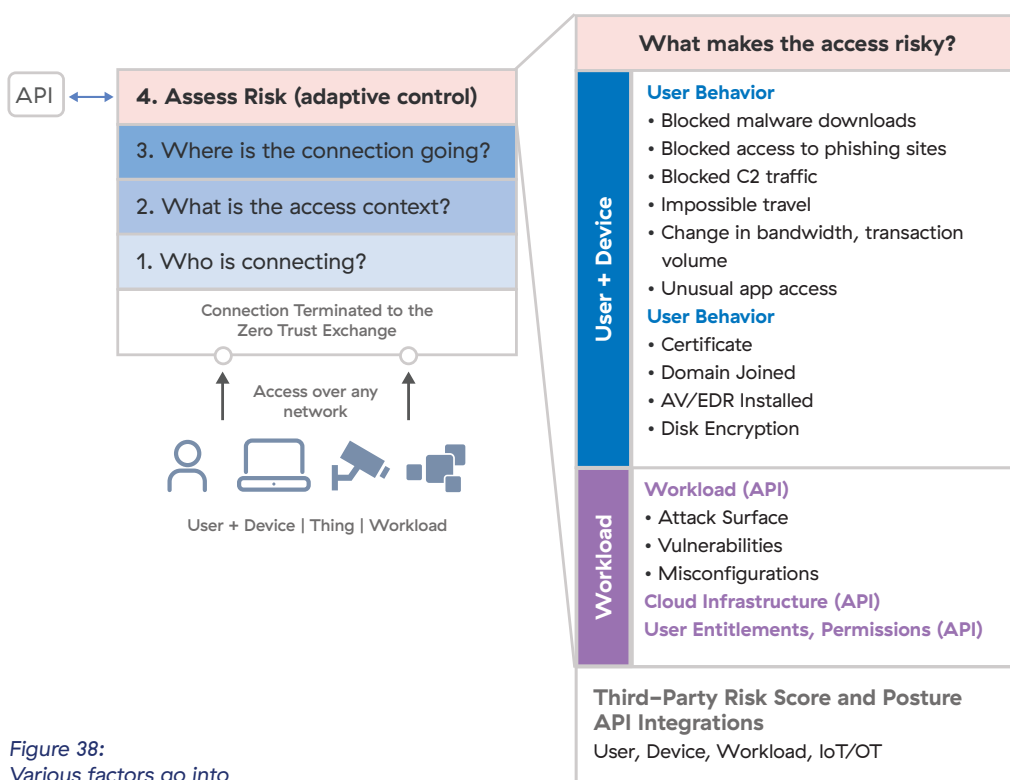 API
4. Assess Risk (adaptive control)
3. Where is the connection going?
2. What is the access context?
1. Who is connecting?
Connection Terminated to the
Zero Trust Exchange
Access over any
network
User + Device | Thing | Workload
What makes the access risky?
User + Device
User Behavior
• Blocked malware downloads
• Blocked access to phishing sites
• Blocked C2 traffic
• Impossible travel
• Change in bandwidth, transaction
volume
• Unusual app access
User Behavior
• Certificate
• Domain Joined
• AV/EDR Installed
• Disk Encryption
Workload
Workload (API)
• Attack Surface
• Vulnerabilities
• Misconfigurations
Cloud Infrastructure (API)
User Entitlements, Permissions (API)
Third-Party Risk Score and Posture
API Integrations
User, Device, Workload, IoT/OT
Figure 38:
Various factors go into